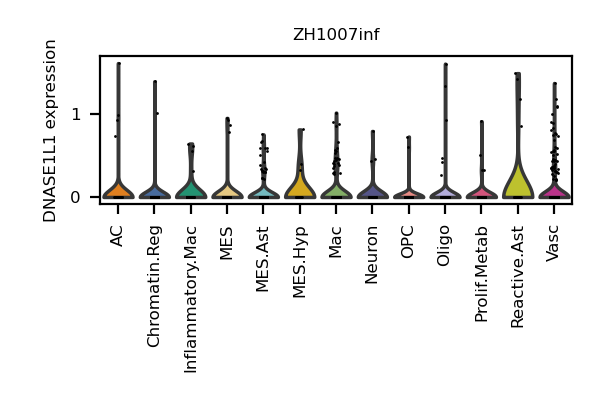 ZH1007inf
DNASE1L1 expression
1
0
AC
Chromatin.Reg
Inflammatory.Mac
MES
MES.Ast
MES.Hyp
Mac
Neuron
OPC
Oligo
Prolif.Metab
Reactive.Ast
Vasc